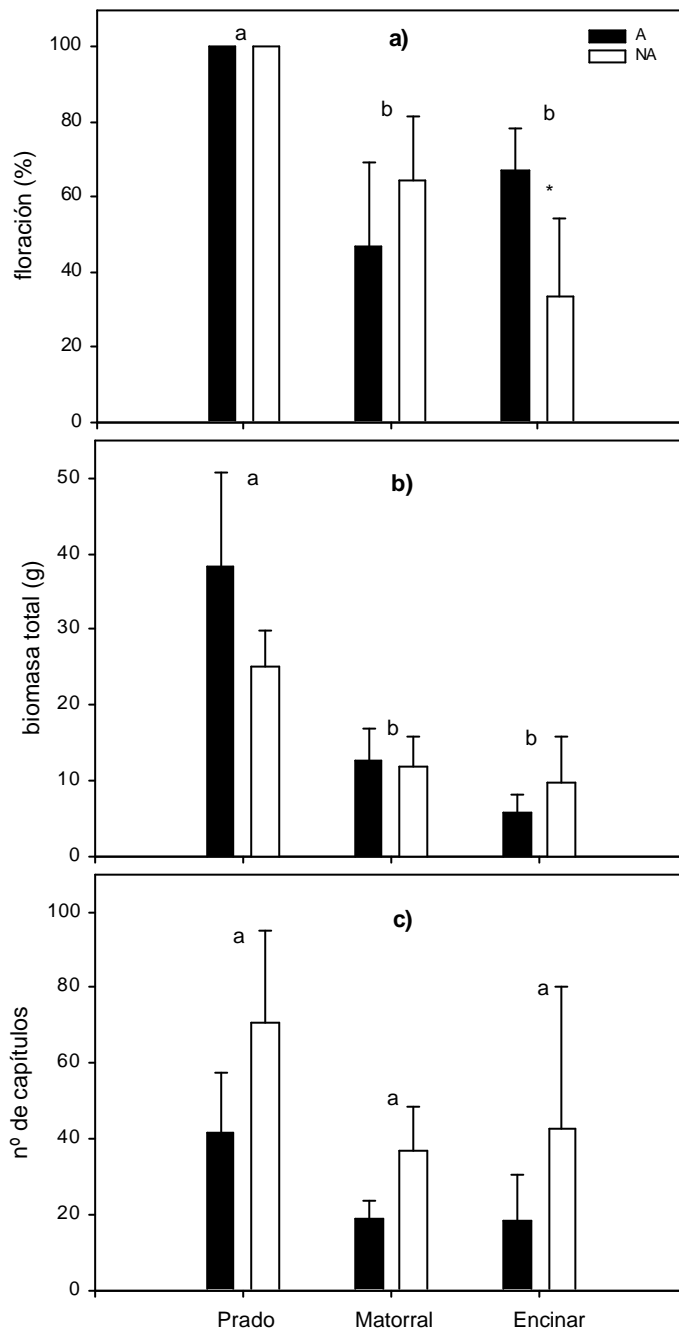 a)
A
NA
100
80
60
40
20
0
floración (%)
a
b
b
*
b)
50
40
30
20
10
0
biomasa total (g)
a
b
b
c)
100
80
60
40
20
0
nº de capítulos
a
a
a
Prado Matorral Encinar